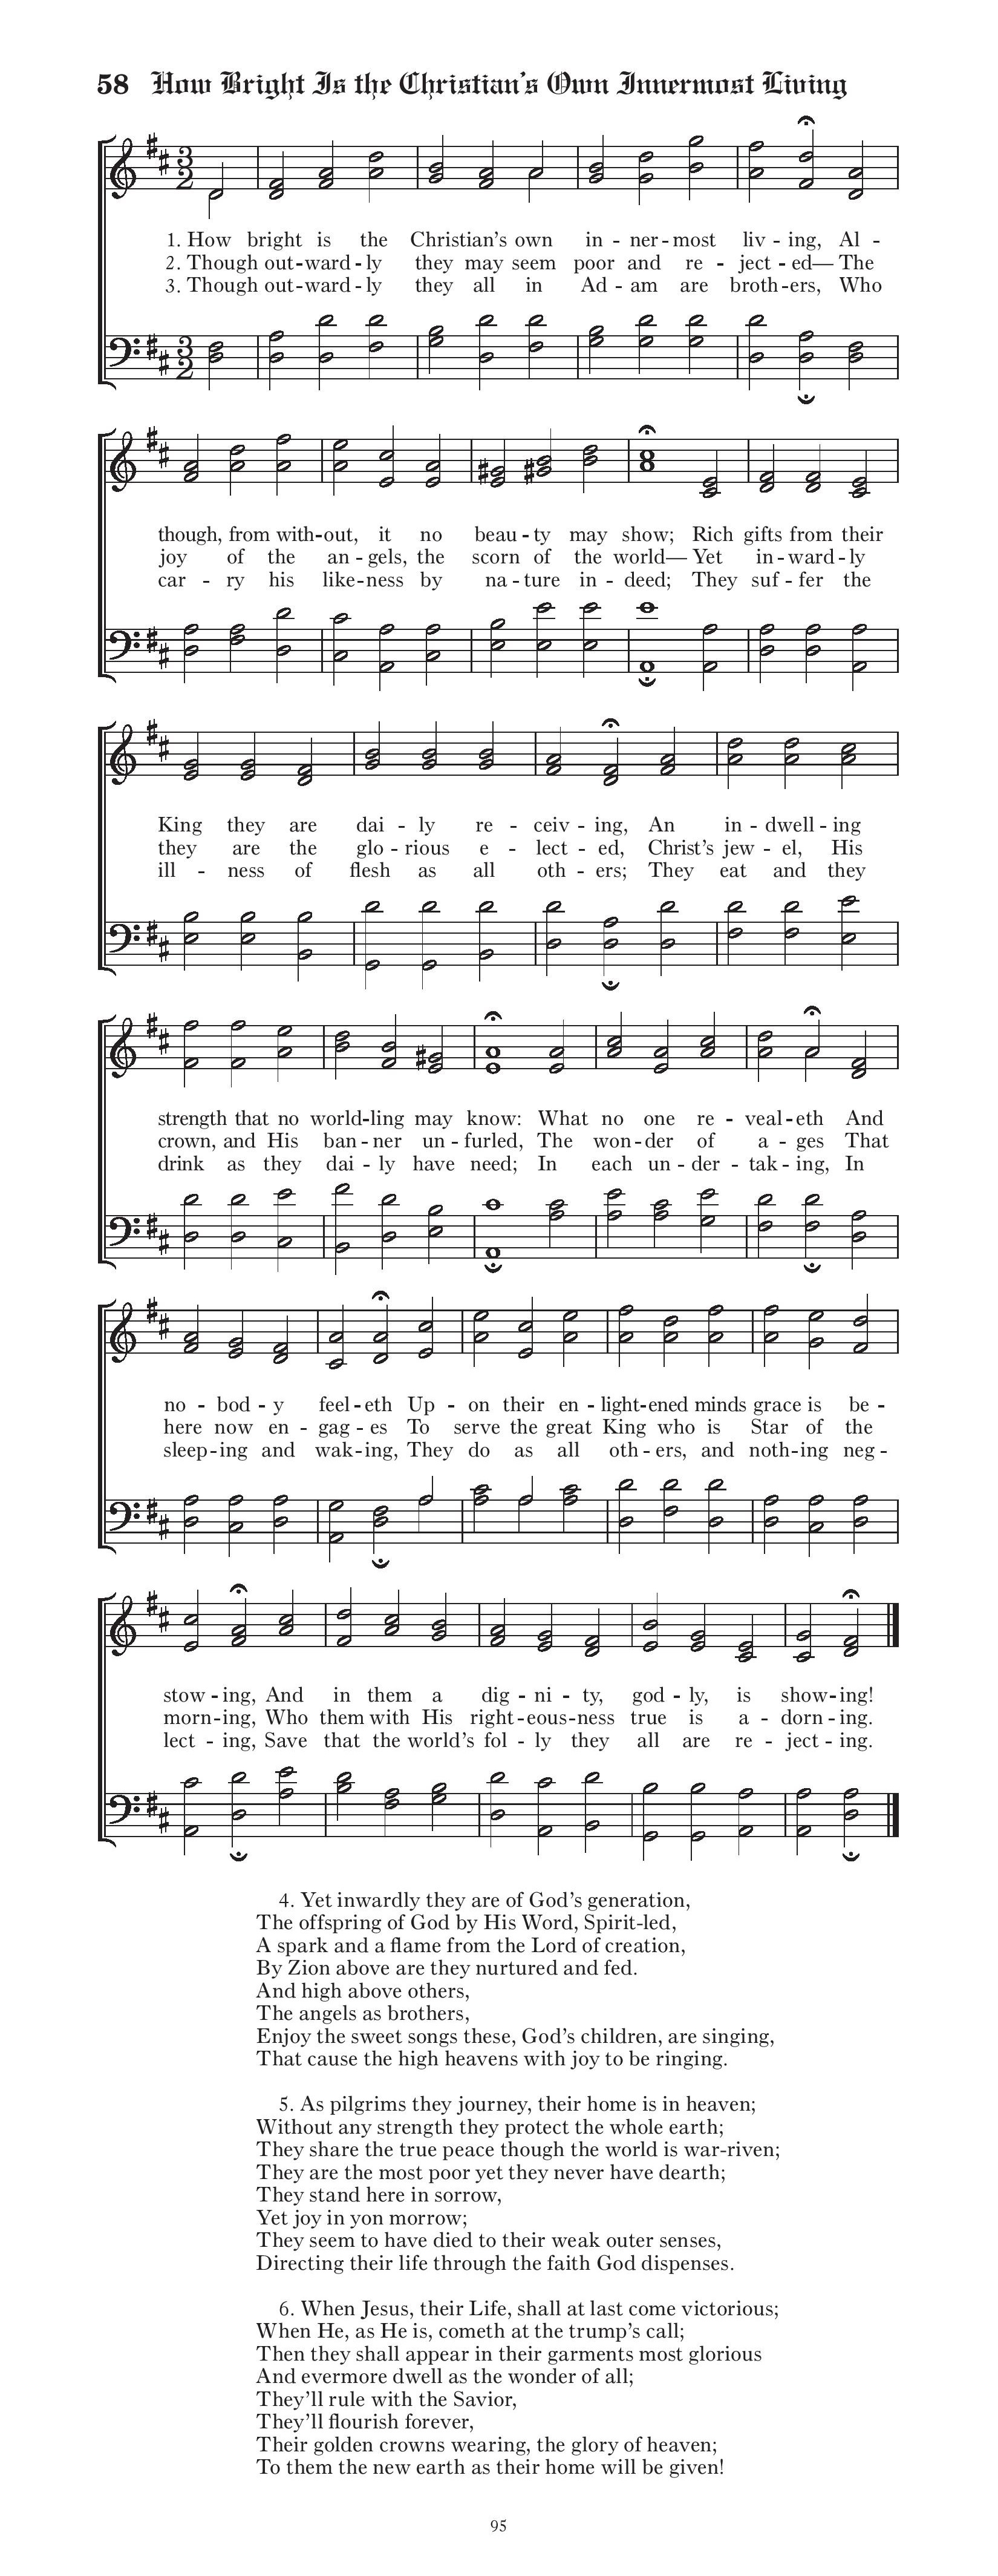 58 How Bright Is the Christian's Own Innermost Living
1. How bright is the Christian's own in - ner - most liv - ing, Al -
2. Though out - ward - ly they may seem poor and re - ject - ed— The
3. Though out - ward - ly they all in Ad - am are broth - ers, Who
though, from with - out, it no beau - ty may show; Rich gifts from their
joy of the an - gels, the scorn of the world— Yet in - ward - ly
car - ry his like - ness by na - ture in - deed; They suf - fer the
King they are dai - ly re - ceiv - ing, An in - dwell - ing
they are the glo - rious e - lect - ed, Christ's jew - el, His
ill - ness of flesh as all oth - ers; They eat and they
strength that no world - ling may know: What no one re - veal - eth And
crown, and His ban - ner un - furled, The won - der of a - ges That
drink as they dai - ly have need; In each un - der - tak - ing, In
no - bod - y feel - eth Up - on their en - light - ened minds grace is be -
here now en - gag - es To serve the great King who is Star of the
sleep - ing and wak - ing, They do as all oth - ers, and noth - ing neg -
stow - ing, And in them a dig - ni - ty, god - ly, is show - ing!
morn - ing, Who them with His right - eous - ness true is a - dorn - ing.
lect - ing, Save that the world's fol - ly they all are re - ject - ing.
4. Yet inwardly they are of God's generation,
The offspring of God by His Word, Spirit-led,
A spark and a flame from the Lord of creation,
By Zion above are they nurtured and fed.
And high above others,
The angels as brothers,
Enjoy the sweet songs these, God's children, are singing,
That cause the high heavens with joy to be ringing.
5. As pilgrims they journey, their home is in heaven;
Without any strength they protect the whole earth;
They share the true peace though the world is war-riven;
They are the most poor yet they never have dearth;
They stand here in sorrow,
Yet joy in yon morrow;
They seem to have died to their weak outer senses,
Directing their life through the faith God dispenses.
6. When Jesus, their Life, shall at last come victorious;
When He, as He is, cometh at the trump's call;
Then they shall appear in their garments most glorious
And evermore dwell as the wonder of all;
They'll rule with the Savior,
They'll flourish forever,
Their golden crowns wearing, the glory of heaven;
To them the new earth as their home will be given!
95